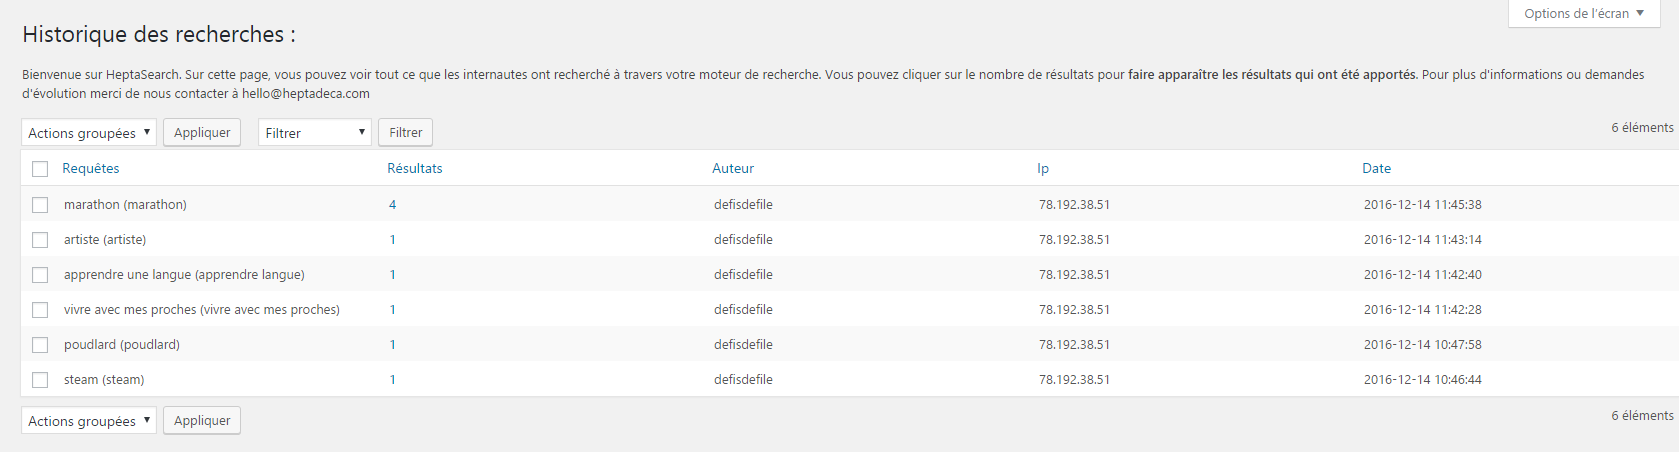 Options de l'écran
Historique des recherches :
Bienvenue sur HeptaSearch. Sur cette page, vous pouvez voir tout ce que les internautes ont recherché à travers votre moteur de recherche. Vous pouvez cliquer sur le nombre de résultats pour faire apparaître les résultats qui ont été apportés. Pour plus d'informations ou demandes
d'évolution merci de nous contacter à hello@heptadeca.com
Actions groupées Appliquer Filtrer Filtrer 6 éléments
Requêtes Résultats Auteur Ip Date
marathon (marathon) 4 defisdefile 78.192.38.51 2016-12-14 11:45:38
artiste (artiste) 1 defisdefile 78.192.38.51 2016-12-14 11:43:14
apprendre une langue (apprendre langue) 1 defisdefile 78.192.38.51 2016-12-14 11:42:40
vivre avec mes proches (vivre avec mes proches) 1 defisdefile 78.192.38.51 2016-12-14 11:42:28
poudlard (poudlard) 1 defisdefile 78.192.38.51 2016-12-14 10:47:58
steam (steam) 1 defisdefile 78.192.38.51 2016-12-14 10:46:44
Actions groupées Appliquer 6 éléments